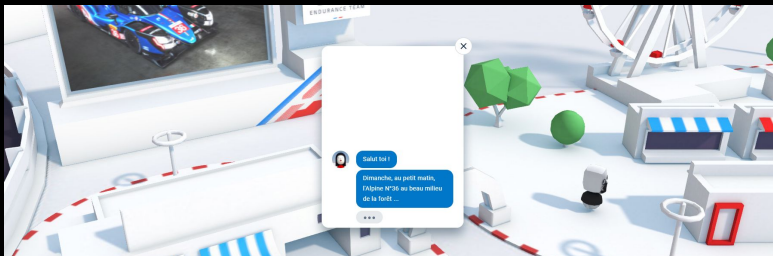 ENDURANCE TEAM
Salut toi !
Dimanche, au petit matin,
l'Alpine N°36 au beau milieu
de la forêt ...